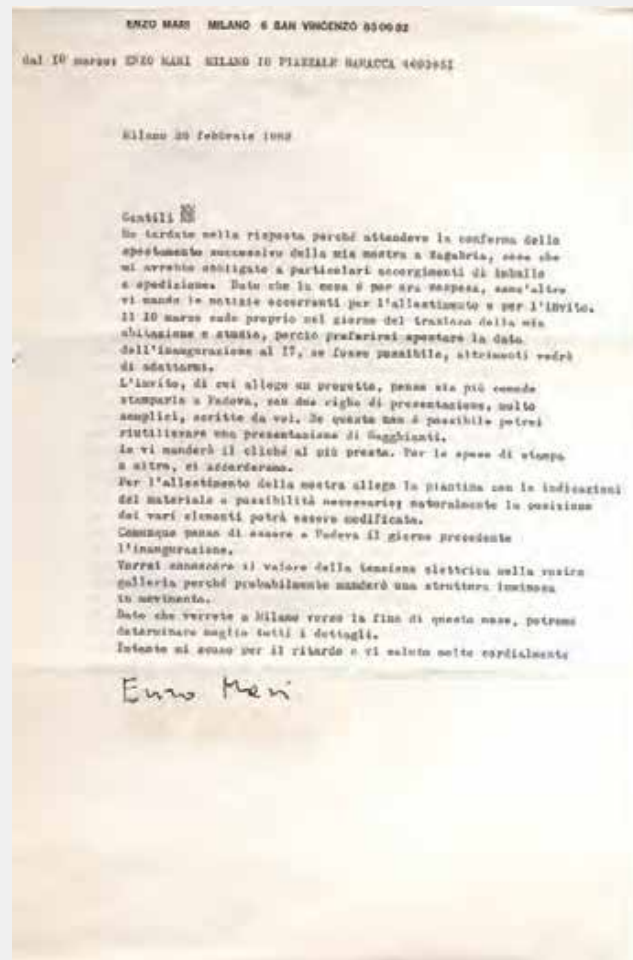 ENZO MARI MILANO 6 SAN VINCENZO
dal 10 marzo: ENZO MARI MILANO 10 PIAZZALE BARACCA
Milano 20 febbraio
Gentili
Ho tardato nella risposta perché attendevo la conferma dello
spostamento successivo della mia mostra a Zagabria, cosa che
mi avrebbe obbligato a particolari accorgimenti di imballo
e spedizione. Dato che la cosa è per ora sospesa, senz'altro
vi mando le notizie occorrenti per l'allestimento e per l'invito.
Il 10 marzo cade proprio nel giorno del trasloco della mia
abitazione e studio, perciò preferirei spostare la data
dell'inaugurazione al 17, se fosse possibile, altrimenti vedrò
di adattarmi.
L'invito, di cui allego un progetto, penso sia più comodo
stamparlo a Padova, con due righe di presentazione, molto
semplici, scritte da voi. Se questo non è possibile potrei
riutilizzare una presentazione di
Io vi manderò il cliché al più presto. Per le spese di stampa
e altro, ci accorderemo.
Per l'allestimento della mostra allego la piantina con le indicazioni
del materiale e possibilità necessarie; naturalmente la posizione
dei vari elementi potrà essere modificata.
Comunque penso di essere a Padova il giorno precedente
l'inaugurazione.
Vorrei conoscere il valore della tensione elettrica nella vostra
galleria perché probabilmente manderò una struttura luminosa
in movimento.
Dato che verrete a Milano verso la fine di questo mese, potremo
determinare meglio tutti i dettagli.
Intanto mi scuso per il ritardo e vi saluto molto cordialmente
Enzo Mari